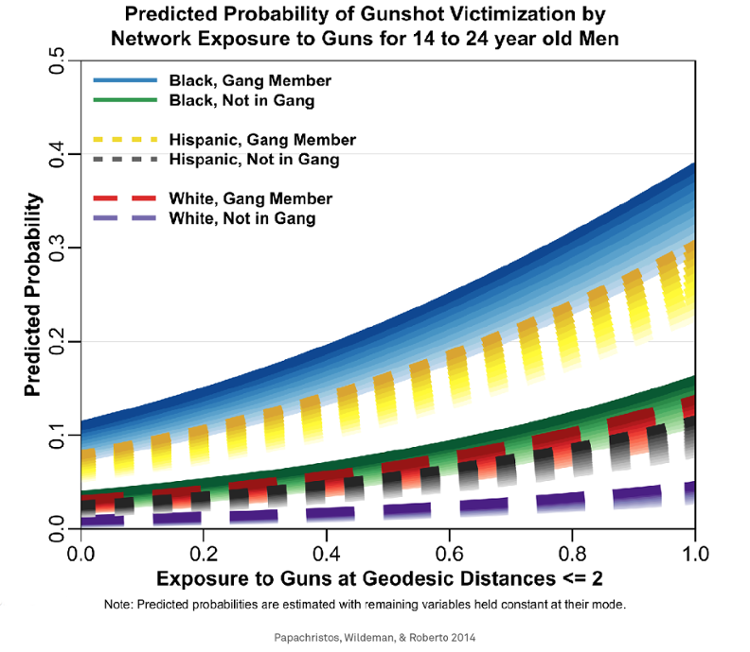 Predicted Probability of Gunshot Victimization by
Network Exposure to Guns for 14 to 24 year old Men
Black, Gang Member
Black, Not in Gang
Hispanic, Gang Member
Hispanic, Not in Gang
White, Gang Member
White, Not in Gang
Predicted Probability
0.5
0.4
0.3
0.2
0.1
0.0
0.0 0.2 0.4 0.6 0.8 1.0
Exposure to Guns at Geodesic Distances <= 2
Note: Predicted probabilities are estimated with remaining variables held constant at their mode.
Papachristos, Wildeman, & Roberto 2014